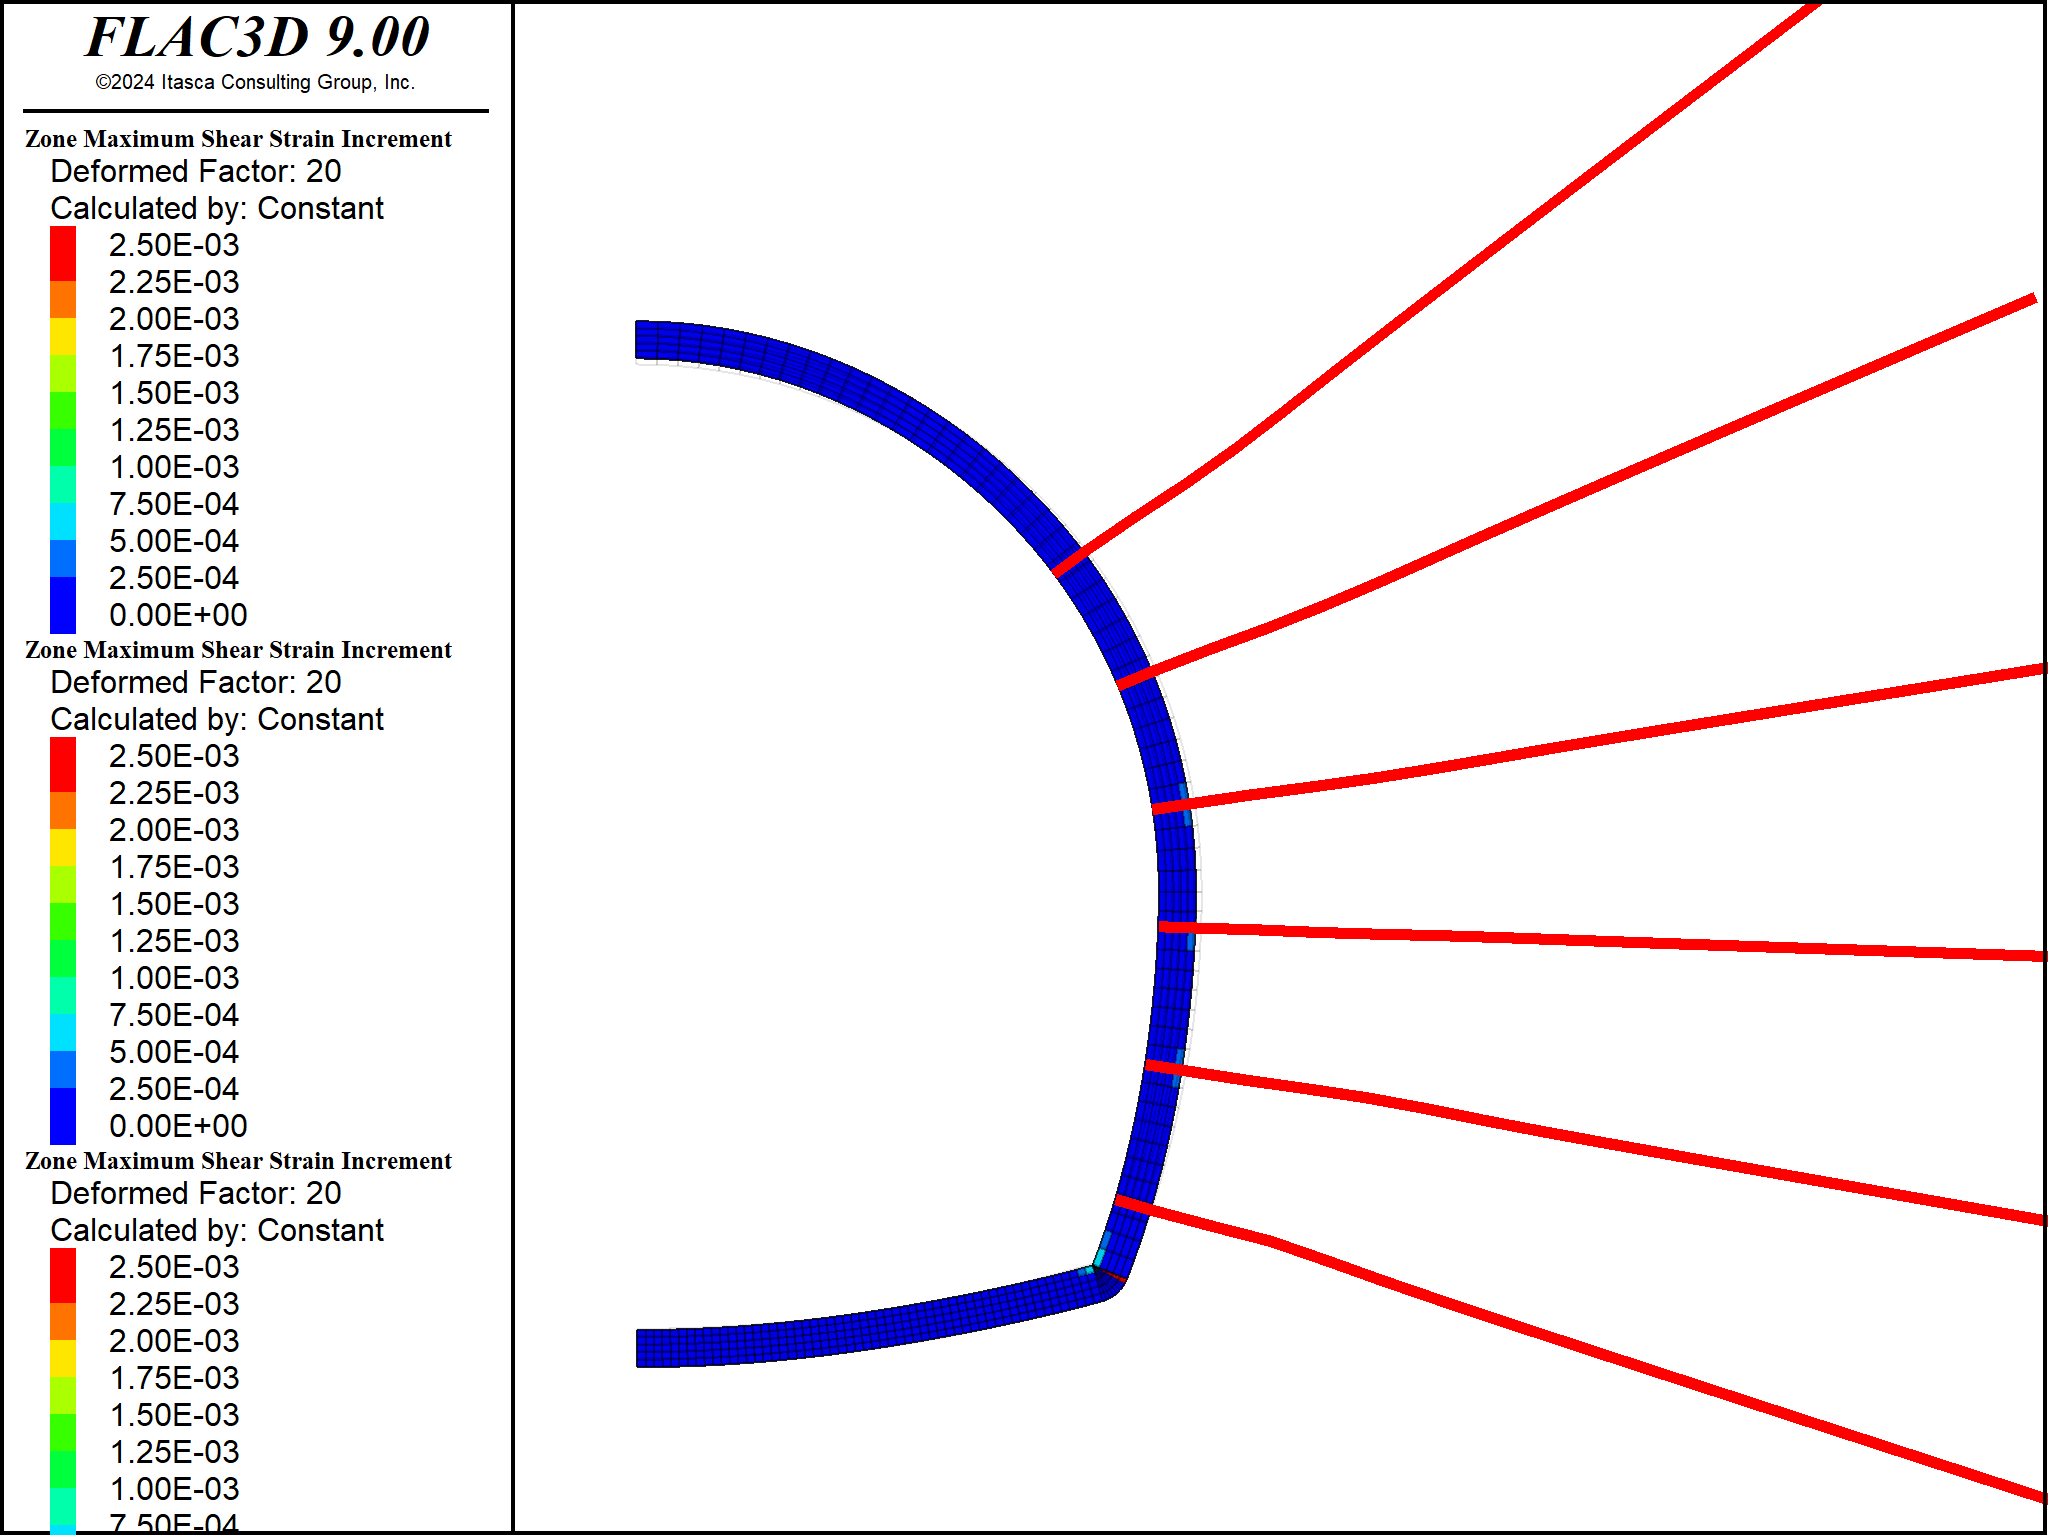 FLAC3D 9.00
©2024 Itasca Consulting Group, Inc.
Zone Maximum Shear Strain Increment
Deformed Factor: 20
Calculated by: Constant
2.50E-03
2.25E-03
2.00E-03
1.75E-03
1.50E-03
1.25E-03
1.00E-03
7.50E-04
5.00E-04
2.50E-04
0.00E+00
Zone Maximum Shear Strain Increment
Deformed Factor: 20
Calculated by: Constant
2.50E-03
2.25E-03
2.00E-03
1.75E-03
1.50E-03
1.25E-03
1.00E-03
7.50E-04
5.00E-04
2.50E-04
0.00E+00
Zone Maximum Shear Strain Increment
Deformed Factor: 20
Calculated by: Constant
2.50E-03
2.25E-03
2.00E-03
1.75E-03
1.50E-03
1.25E-03
1.00E-03
7.50E-04